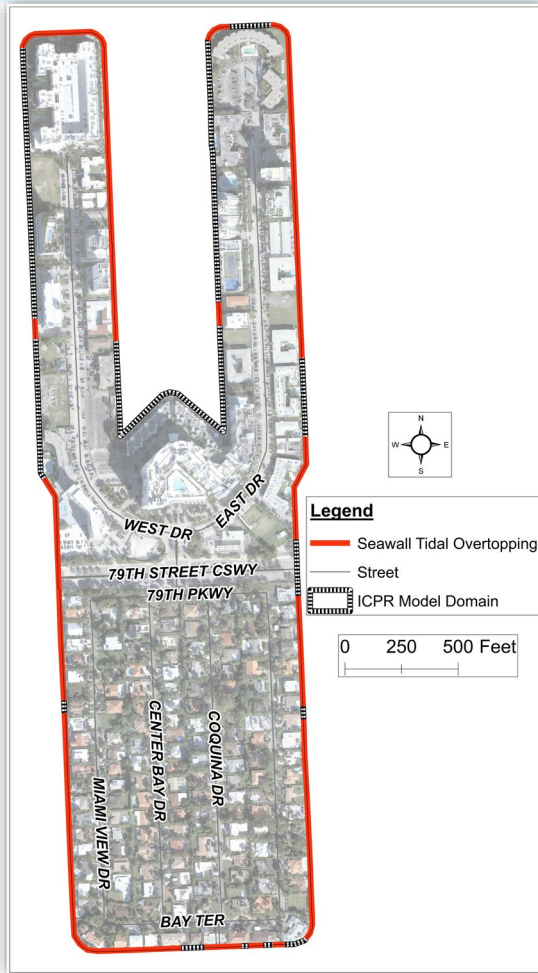 N
W E
S
Legend
Seawall Tidal Overtopping
Street
ICPR Model Domain
0 250 500 Feet
WEST DR
EAST DR
79TH STREET CSWY
79TH PKWY
CENTER BAY DR
COQUINA DR
MIAMI VIEW DR
BAY TER